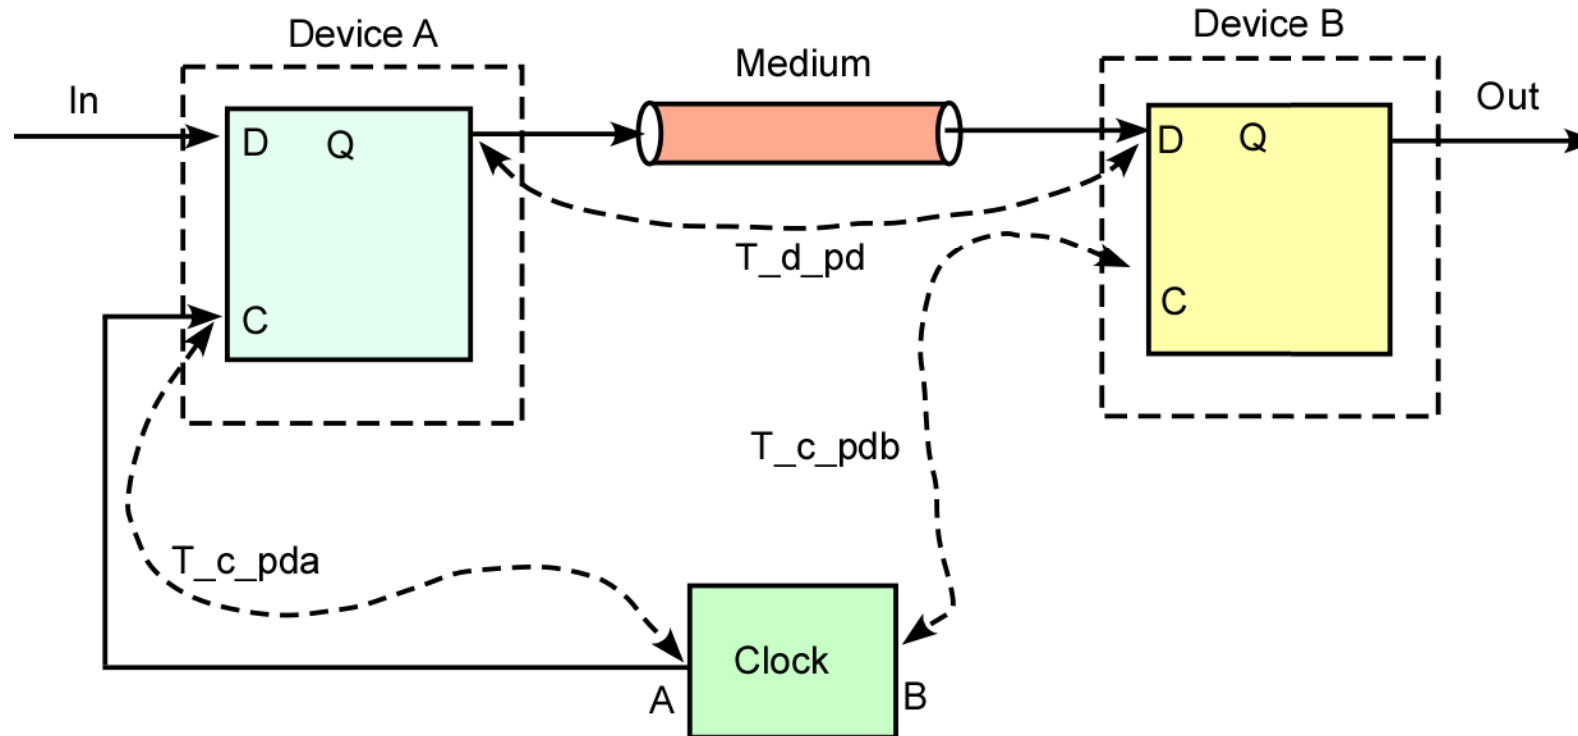 Device A
Device B
Medium
In
Out
D
Q
D
Q
T_d_pd
C
C
T_c_pdb
T_c_pda
Clock
A
B